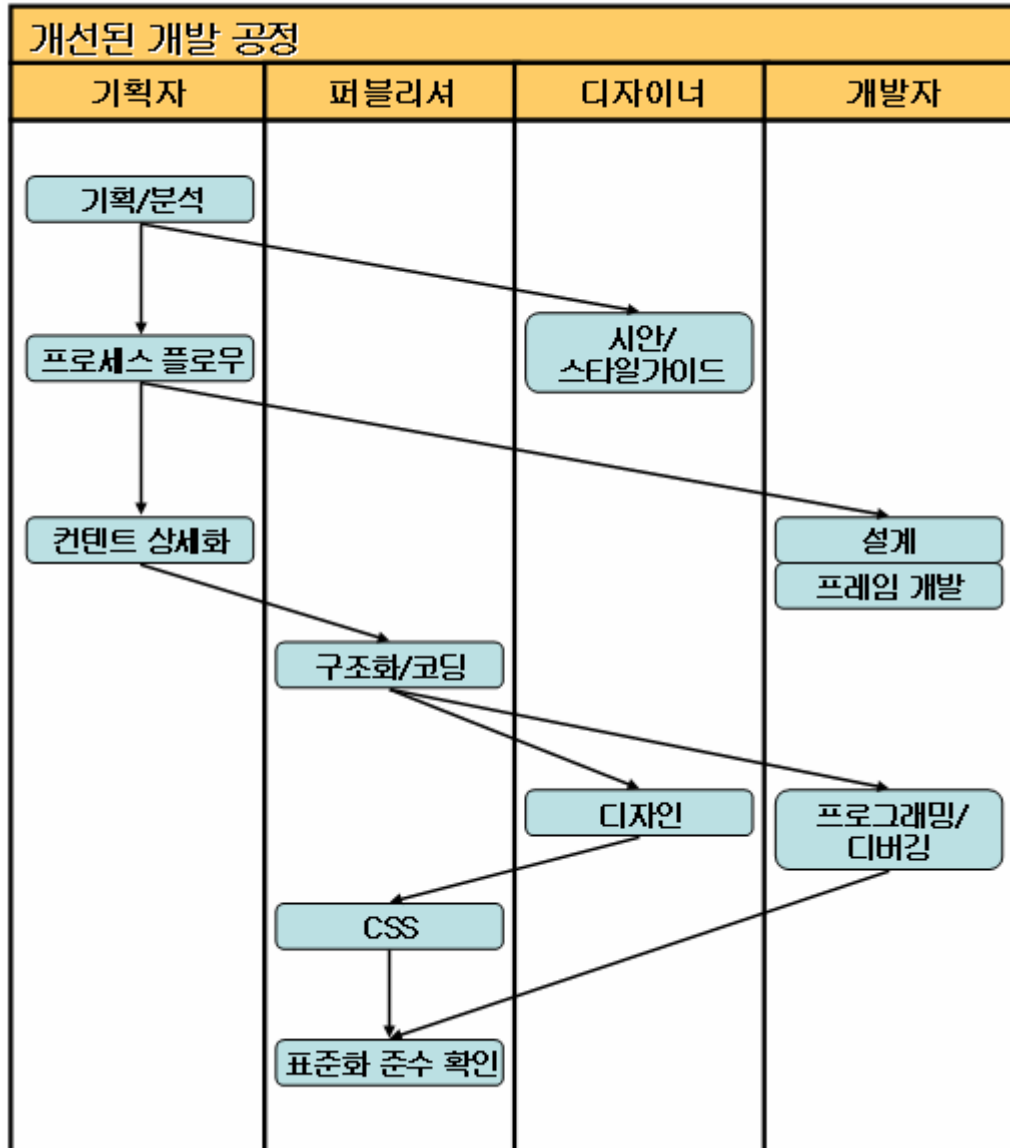 개선된 개발 공정
기획자
퍼블리셔
디자이너
개발자
기획/분석
시안/
스타일가이드
프로세스 플로우
컨텐트 상세화
설계
프레임 개발
구조화/코딩
디자인
프로그래밍/
디버깅
CSS
표준화 준수 확인